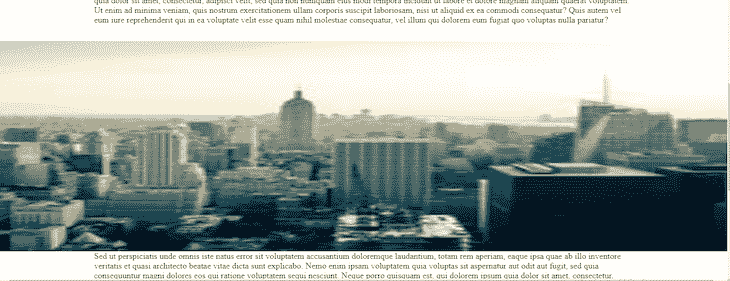 quia dolor sit amet, consectetur, adipisci velit, sed quia non numquam eius modi tempora incidunt ut labore et dolore magnam aliquam quaerat voluptatem.
Ut enim ad minima veniam, quis nostrum exercitationem ullam corporis suscipit laboriosam, nisi ut aliquid ex ea commodi consequatur? Quis autem vel
eum iure reprehenderit qui in ea voluptate velit esse quam nihil molestiae consequatur, vel illum qui dolorem eum fugiat quo voluptas nulla pariatur?
Sed ut perspiciatis unde omnis iste natus error sit voluptatem accusantium doloremque laudantium, totam rem aperiam, eaque ipsa quae ab illo inventore
veritatis et quasi architecto beatae vitae dicta sunt explicabo. Nemo enim ipsam voluptatem quia voluptas sit aspernatur aut odit aut fugit, sed quia
consequuntur magni dolores eos qui ratione voluptatem sequi nesciunt. Neque porro quisquam est, qui dolorem ipsum quia dolor sit amet, consectetur,